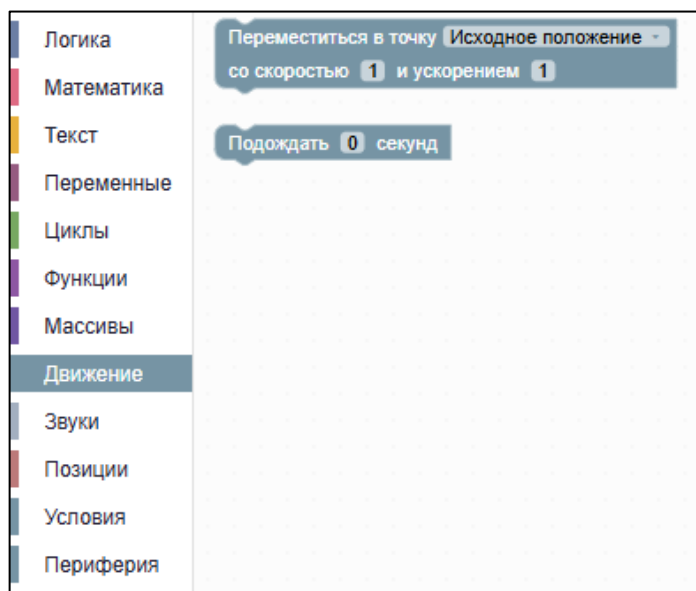 Логика
Математика
Текст
Переменные
Циклы
Функции
Массивы
Движение
Звуки
Позиции
Условия
Периферия
Переместиться в точку Исходное положение
со скоростью 1 и ускорением 1
Подождать 0 секунд